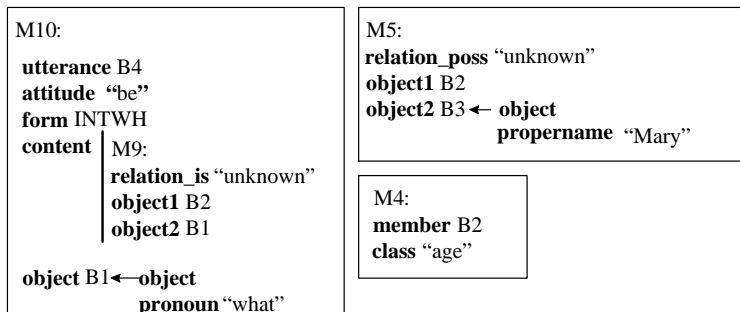 M10:
utterance B4
attitude “be”
form INTWH
content
M9:
relation_is “unknown”
object1 B2
object2 B1
object B1 object
pronoun “what”
M5:
relation_poss “unknown”
object1 B2
object2 B3 object
propername “Mary”
M4:
member B2
class “age”